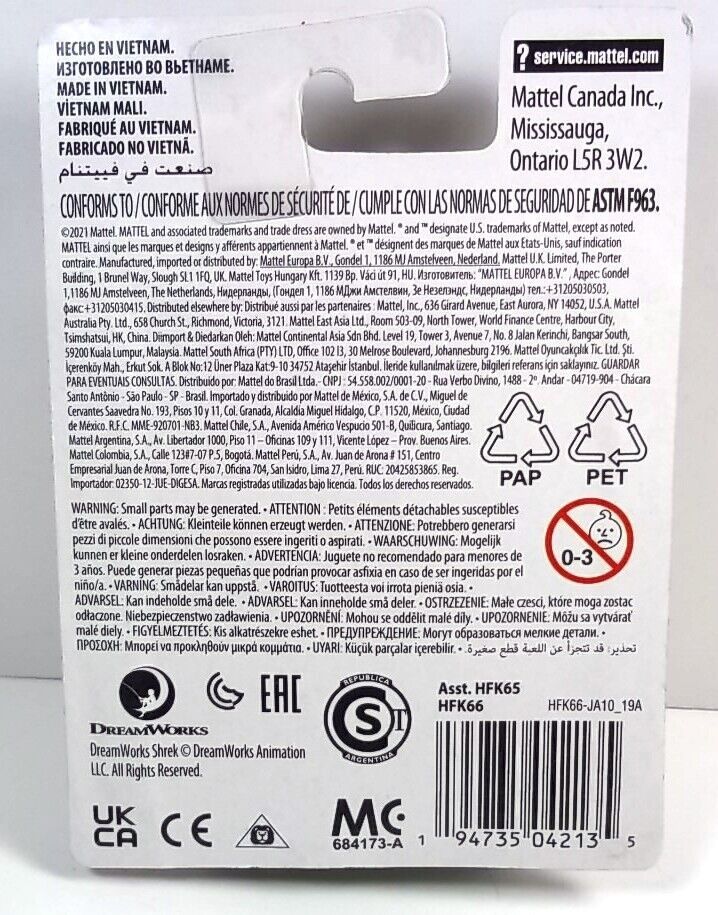 HECHO EN VIETNAM.
ИЗГОТОВЛЕНО ВО ВЬЕТНАМЕ.
MADE IN VIETNAM.
VİETNAM MALI.
FABRIQUÉ AU VIETNAM.
FABRICADO NO VIETNÃ.
صنعت في فييتنام
? service.mattel.com
Mattel Canada Inc.,
Mississauga,
Ontario L5R 3W2.
CONFORMS TO / CONFORME AUX NORMES DE SÉCURITÉ DE / CUMPLE CON LAS NORMAS DE SEGURIDAD DE ASTM F963.
©2021 Mattel. MATTEL and associated trademarks and trade dress are owned by Mattel. ® and ™ designate U.S. trademarks of Mattel, except as noted.
MATTEL ainsi que les marques et designs y afférents appartiennent à Mattel. ® et ™ désignent des marques de Mattel aux États-Unis, sauf indication
contraire. Manufactured, imported or distributed by: Mattel Europa B.V., Gondel 1, 1186 MJ Amstelveen, Nederland. Mattel U.K. Limited, The Porter
Building, 1 Brunel Way, Slough SL1 1FQ, UK. Mattel Toys Hungary Kft. 1139 Bp. Váci út 91, HU. Изготовитель: "MATTEL EUROPA B.V.", Адрес: Gondel
1,1186 MJ Amstelveen, The Netherlands, Нидерланды, (Гондел 1, 1186 МДжи Амстелвин, Зе Незелндс, Нидерланды) тел.:+31205030503,
факс:+31205030415. Distributed elsewhere by: Distribué aussi par les partenaires : Mattel, Inc., 636 Girard Avenue, East Aurora, NY 14052, U.S.A. Mattel
Australia Pty. Ltd., 658 Church St., Richmond, Victoria, 3121. Mattel East Asia Ltd., Room 503-09, North Tower, World Finance Centre, Harbour City,
Tsimshatsui, HK, China. Diimport & Diedarkan Oleh: Mattel Continental Asia Sdn Bhd. Level 19, Tower 3, Avenue 7, No. 8 Jalan Kerinchi, Bangsar South,
59200 Kuala Lumpur, Malaysia. Mattel South Africa (PTY) LTD, Office 102 I3, 30 Melrose Boulevard, Johannesburg 2196. Mattel Oyuncakçılık Tic. Ltd. Şti.
İçerenköy Mah., Erkut Sok. A Blok No:12 Üner Plaza Kat:9-10 34752 Ataşehir İstanbul. İleride kullanılmak üzere, bilgileri referans için saklayınız. GUARDAR
PARA EVENTUAIS CONSULTAS. Distribuido por: Mattel do Brasil Ltda.- CNPJ : 54.558.002/0001-20 - Rua Verbo Divino, 1488 - 2º. Andar - 04719-904 - Chácara
Santo Antônio - São Paulo - SP - Brasil. Importado y distribuido por Mattel de México, S.A. de C.V., Miguel de
Cervantes Saavedra No. 193, Pisos 10 y 11, Col. Granada, Alcaldía Miguel Hidalgo, C.P. 11520, México, Ciudad
de México. R.F.C. MME-920701-NB3. Mattel Chile, S.A., Avenida Américo Vespucio 501-B, Quilicura, Santiago.
Mattel Argentina, S.A., Av. Libertador 1000, Piso 11 – Oficinas 109 y 111, Vicente López – Prov. Buenos Aires.
Mattel Colombia, S.A., Calle 123#7-07 P.5, Bogotá. Mattel Perú, S.A., Av. Juan de Arona # 151, Centro
Empresarial Juan de Arona, Torre C, Piso 7, Oficina 704, San Isidro, Lima 27, Perú. RUC: 20425853865. Reg.
Importador: 02350-12-JUE-DIGESA. Marcas registradas utilizadas bajo licencia. Todos los derechos reservados.
PAP
PET
WARNING: Small parts may be generated. • ATTENTION : Petits éléments détachables susceptibles
d'être avalés. • ACHTUNG: Kleinteile können erzeugt werden. • ATTENZIONE: Potrebbero generarsi
pezzi di piccole dimensioni che possono essere ingeriti o aspirati. • WAARSCHUWING: Mogelijk
kunnen er kleine onderdelen losraken. • ADVERTENCIA: Juguete no recomendado para menores de
3 años. Puede generar piezas pequeñas que podrían provocar asfixia en caso de ser ingeridas por el
niño/a. • VARNING: Smådelar kan uppstå. • VAROITUS: Tuotteesta voi irrota pieniä osia. •
ADVARSEL: Kan indeholde små dele. • ADVARSEL: Kan inneholde små deler. • OSTRZEŻENIE: Małe części, które mogą zostać
odłączone. Niebezpieczeństwo zadławienia. • UPOZORNĚNÍ: Mohou se oddělit malé díly. • UPOZORNENIE: Môžu sa vytvárať
malé diely. • FIGYELMEZTETÉS: Kis alkatrészekre eshet. • ПРЕДУПРЕЖДЕНИЕ: Могут образоваться мелкие детали. •
ΠΡΟΣΟΧΗ: Μπορεί να προκληθούν μικρά κομμάτια. • UYARI: Küçük parçalar içerebilir. • تحذير: قد تتجزأ عن اللعبة قطع صغيرة.
0-3
DREAMWORKS
DreamWorks Shrek © DreamWorks Animation
LLC. All Rights Reserved.
EAC
REPUBLICA
S T
ARGENTINA
Asst. HFK65
HFK66
HFK66-JA10_19A
UK
CA
CE
MC
684173-A
1 94735 04213 5